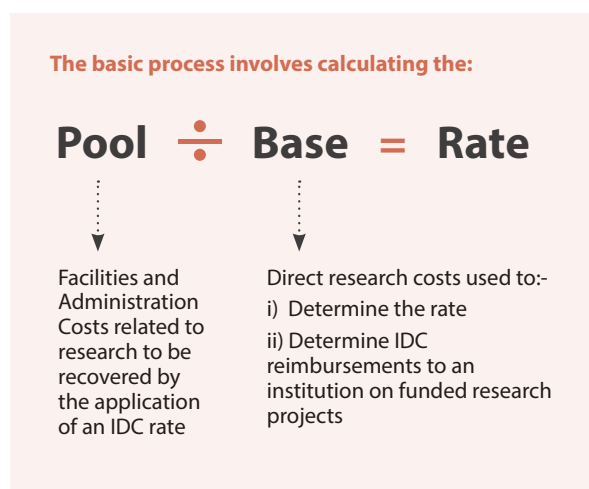 The basic process involves calculating the:
Pool ÷ Base = Rate
Facilities and
Administration
Costs related to
research to be
recovered by
the application
of an IDC rate
Direct research costs used to:-
i) Determine the rate
ii) Determine IDC
reimbursements to an
institution on funded research
projects